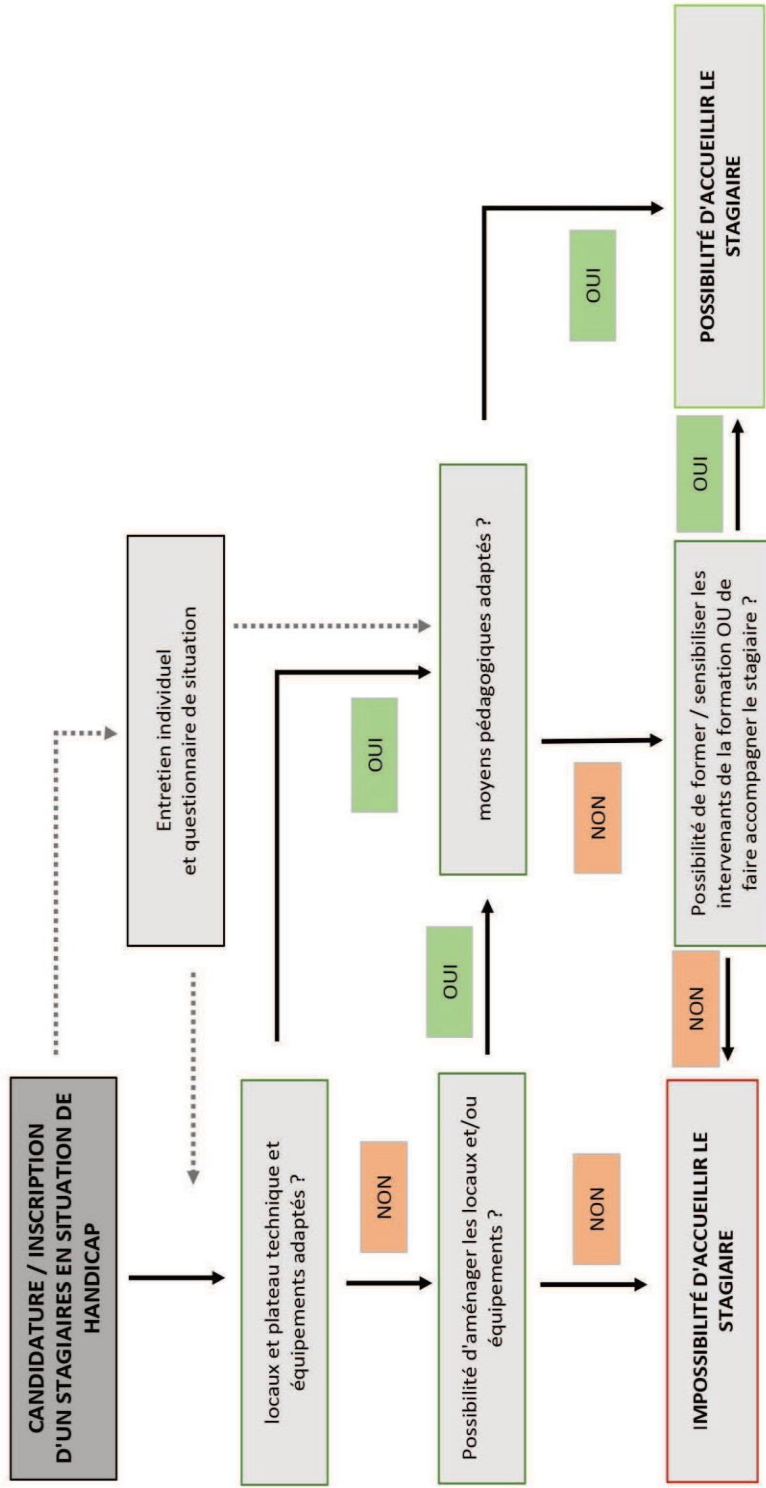 CANDIDATURE / INSCRIPTION
D'UN STAGIAIRES EN SITUATION DE
HANDICAP
Entretien individuel
et questionnaire de situation
locaux et plateau technique et
équipements adaptés ?
OUI
NON
Possibilité d'aménager les locaux et/ou
équipements ?
OUI
moyens pédagogiques adaptés ?
OUI
NON
NON
IMPOSSIBILITÉ D'ACCUEILLIR LE
STAGIAIRE
NON
Possibilité de former / sensibiliser les
intervenants de la formation OU de
faire accompagner le stagiaire ?
OUI
POSSIBILITÉ D'ACCUEILLIR LE
STAGIAIRE